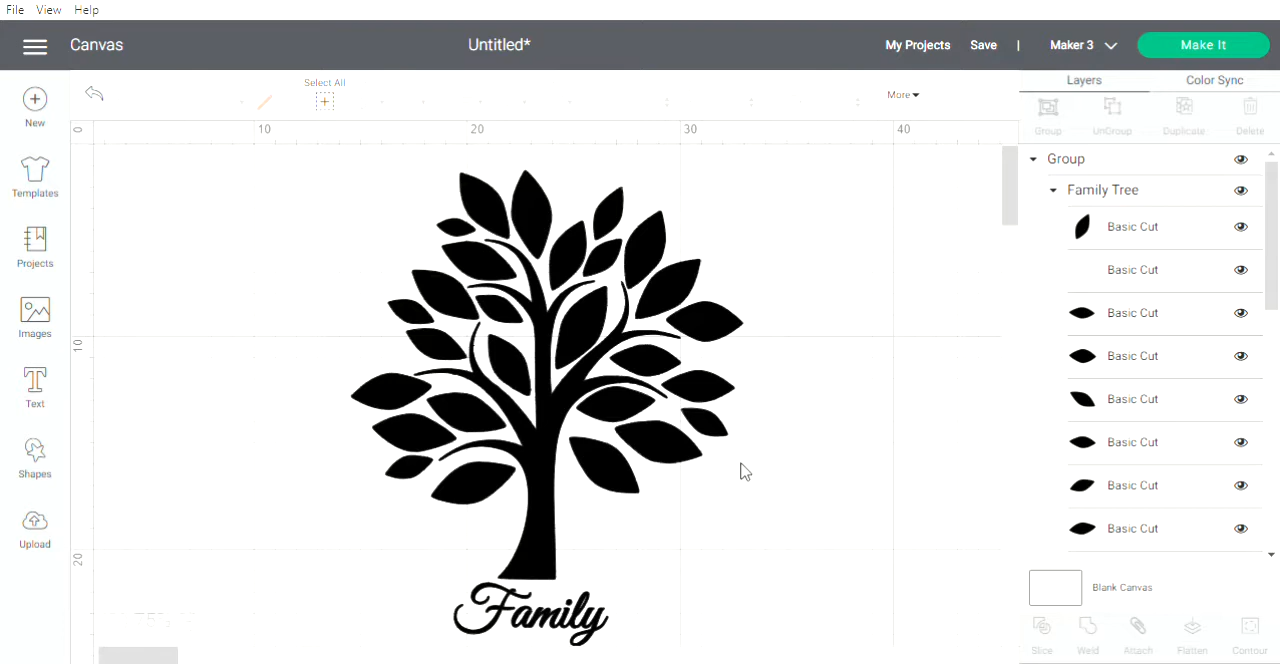 File View Help
Canvas Untitled* My Projects Save | Maker 3 Make It
Layers Color Sync
Select All
More
New
Group UnGroup Duplicate Delete
0 10 20 30 40
Group
Templates
Family Tree
Basic Cut
Projects
Basic Cut
Basic Cut
Images
10
Basic Cut
Text
Basic Cut
Basic Cut
Shapes
Basic Cut
Basic Cut
Upload
20
Blank Canvas
Family
Slice Weld Attach Flatten Contour